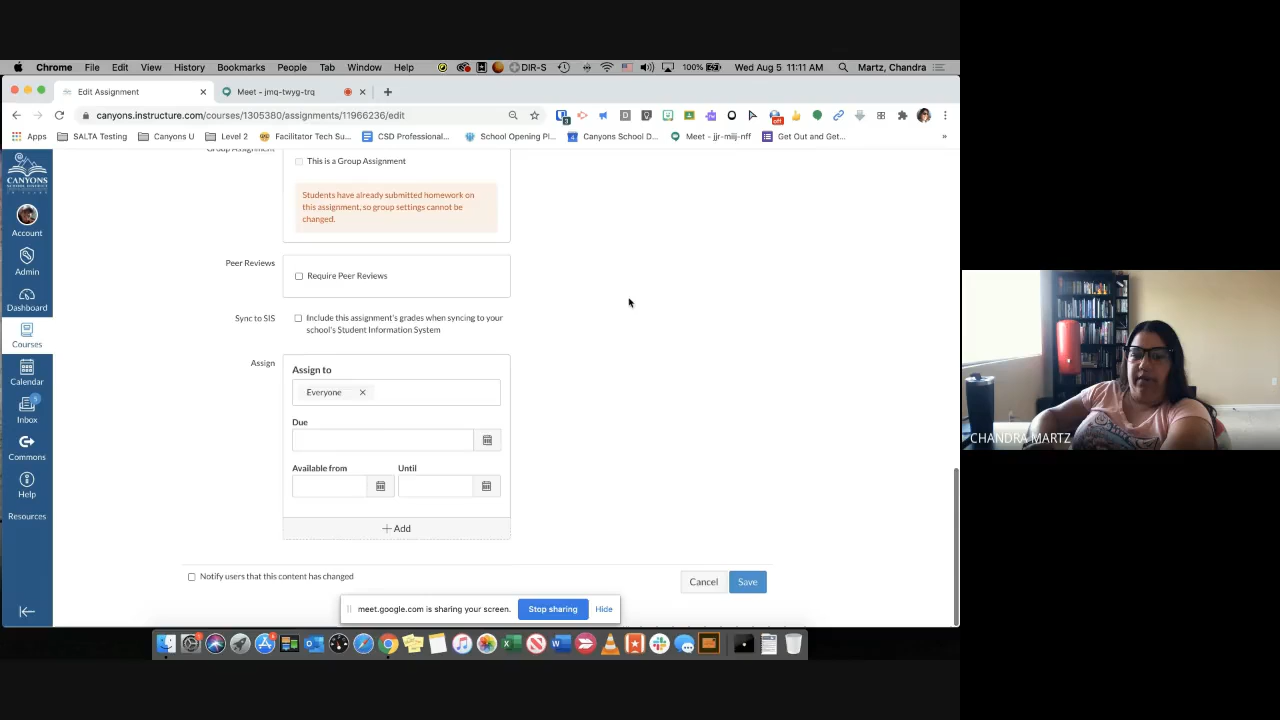 Chrome File Edit View History Bookmarks People Tab Window Help DIR-S 100% Wed Aug 5 11:11 AM Martz, Chandra
Edit Assignment
Meet - jmq-twyg-trq
canyons.instructure.com/courses/1305380/assignments/11966236/edit
off
Apps SALTA Testing Canyons U Level 2 Facilitator Tech Su... CSD Professional... School Opening Pl... Canyons School D... Meet - jjr-miij-nff Get Out and Get... »
CANYONS
Account
Admin
Dashboard
Courses
Calendar
Inbox
Commons
Help
Resources
Group Assignment
This is a Group Assignment
Students have already submitted homework on
this assignment, so group settings cannot be
changed.
Peer Reviews
Require Peer Reviews
Sync to SIS
Include this assignment's grades when syncing to your
school's Student Information System
Assign
Assign to
Everyone
Due
Available from
Until
+ Add
Notify users that this content has changed
Cancel
Save
meet.google.com is sharing your screen.
Stop sharing
Hide
CHANDRA MARTZ